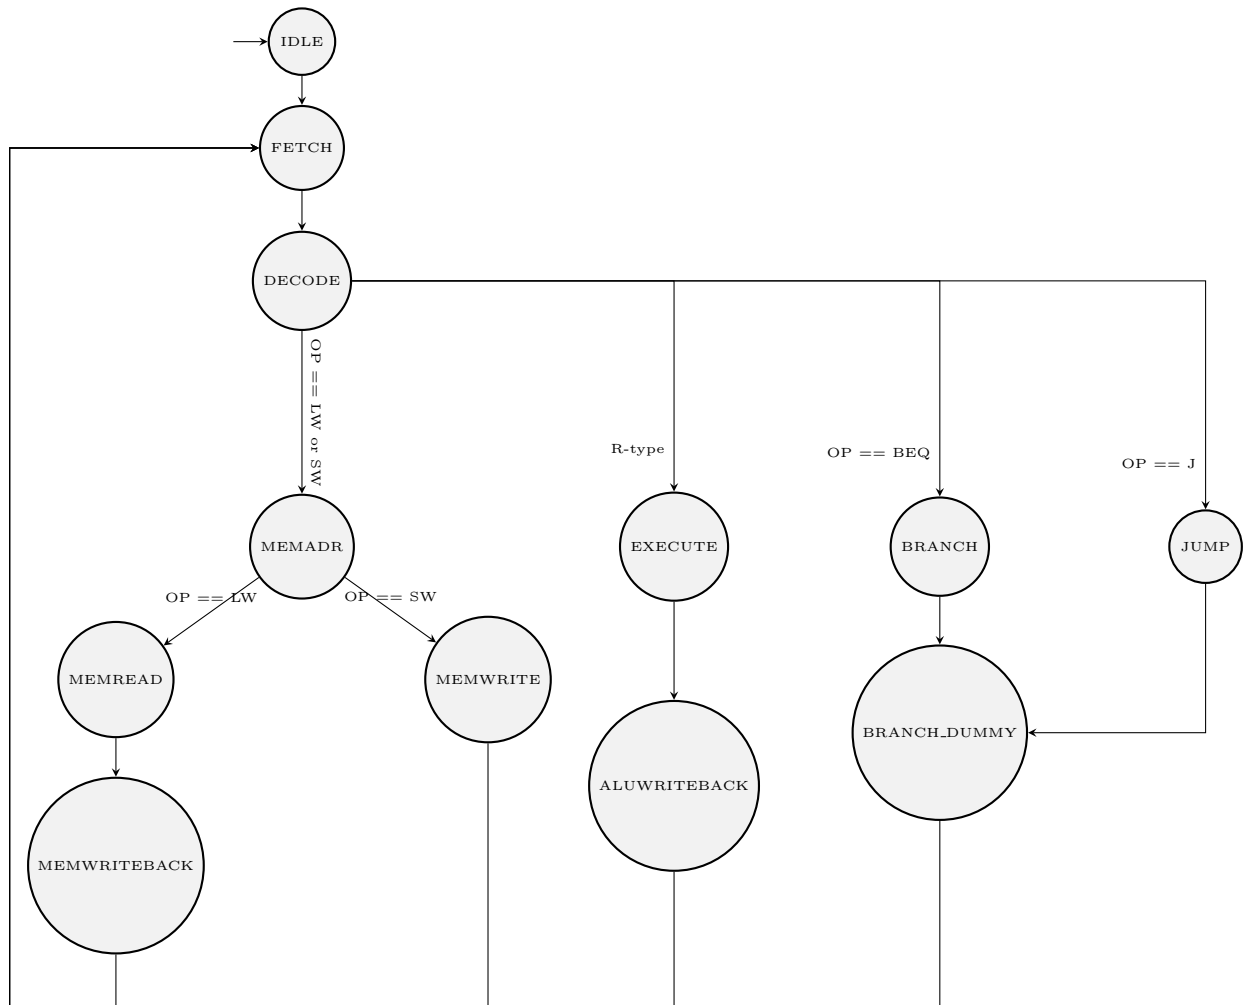 IDLE
FETCH
DECODE
OP == LW or SW
R-type
OP == BEQ
OP == J
MEMADR
EXECUTE
BRANCH
JUMP
OP == LW
OP == SW
MEMREAD
MEMWRITE
BRANCH_DUMMY
ALUWRITEBACK
MEMWRITEBACK